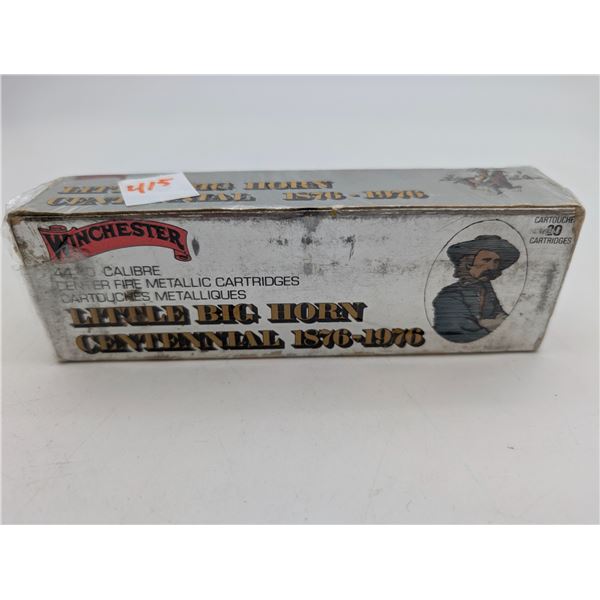 415
LITTLE BIG HORN
CENTENNIAL 1876-1976
WINCHESTER
CALIBRE
CENTER FIRE METALLIC CARTRIDGES
CARTOUCHES METALLIQUES
LITTLE BIG HORN
CENTENNIAL 1876-1976
CARTOUCHE
20
CARTRIDGES